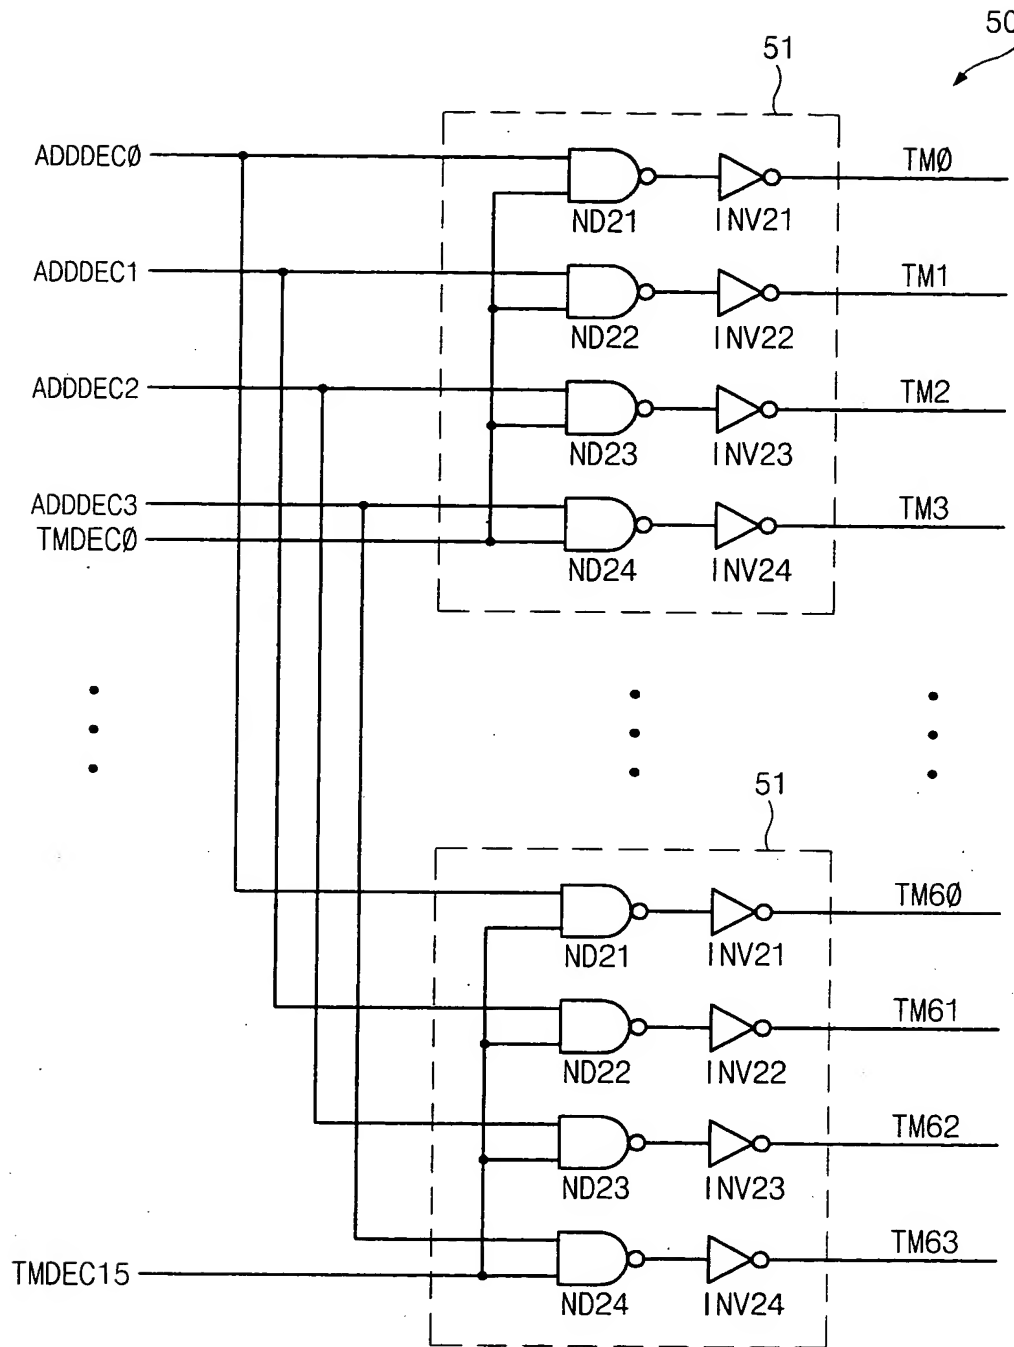 50
51
ADDDECØ
TMØ
ND21
INV21
ADDDEC1
TM1
ND22
INV22
ADDDEC2
TM2
ND23
INV23
ADDDEC3
TM3
TMDECØ
ND24
INV24
51
TM6Ø
ND21
INV21
TM61
ND22
INV22
TM62
ND23
INV23
TM63
TMDEC15
ND24
INV24